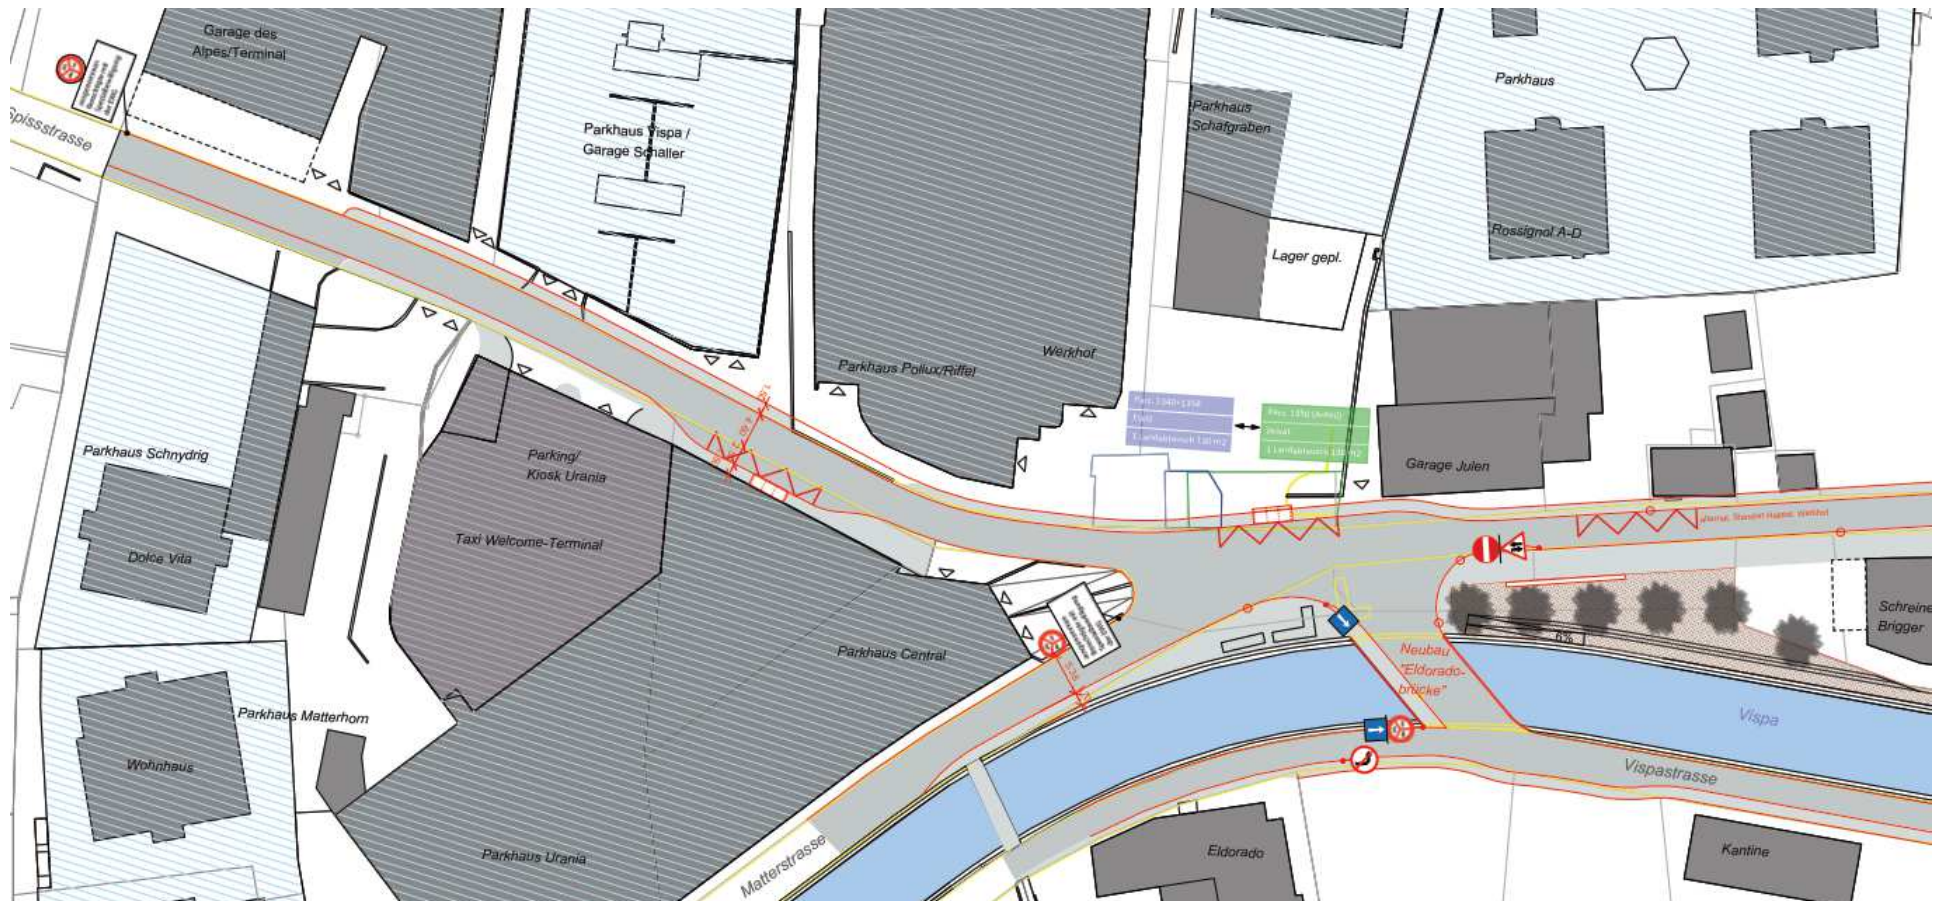 Garage des
Alpes/Terminal
Spissstrasse
Parkhaus Vispa /
Garage Schaller
Parkhaus
Schafgraben
Parkhaus
Rossignol A-D
Lager gepl.
Werkhof
Parkhaus Pollux/Riffel
Garage Julen
Parkhaus Schnydrig
Dolce Vita
Parking/
Kiosk Urania
Taxi Welcome-Terminal
Parkhaus Central
Parkhaus Matterhorn
Wohnhaus
Parkhaus Urania
Matterstrasse
Neubau
"Eldorado-
brücke"
6%
Schreine
Brigger
Vispa
Vispastrasse
Eldorado
Kantine